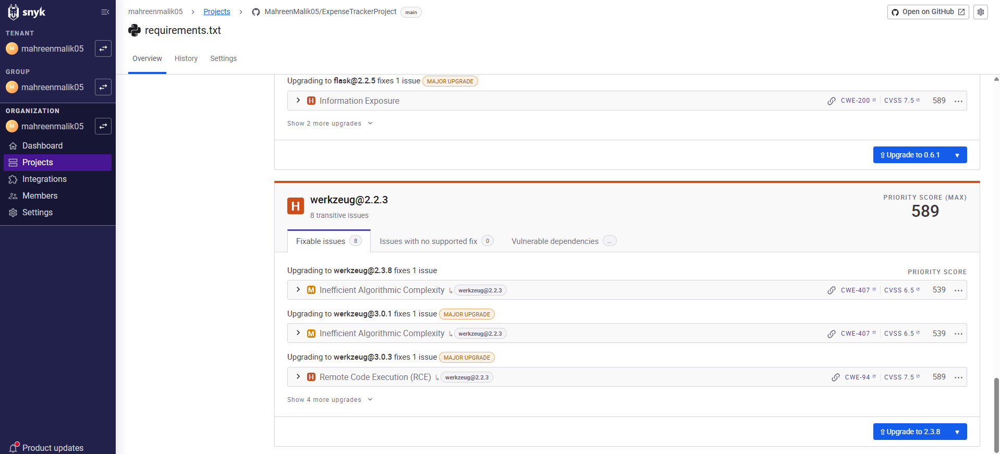 snyk
TENANT
M mahreenmalik05
GROUP
M mahreenmalik05
ORGANIZATION
M mahreenmalik05
Dashboard
Projects
Integrations
Members
Settings
Product updates
mahreenmalik05 > Projects > MahreenMalik05/ExpenseTrackerProject main
Open on GitHub
requirements.txt
Overview History Settings
Upgrading to flask@2.2.5 fixes 1 issue MAJOR UPGRADE
H Information Exposure CWE-200 CVSS 7.5 589 ...
Show 2 more upgrades
⇧ Upgrade to 0.6.1 ▼
H werkzeug@2.2.3
8 transitive issues
PRIORITY SCORE (MAX)
589
Fixable issues 8 Issues with no supported fix 0 Vulnerable dependencies ...
Upgrading to werkzeug@2.3.8 fixes 1 issue
PRIORITY SCORE
M Inefficient Algorithmic Complexity ↳ werkzeug@2.2.3 CWE-407 CVSS 6.5 539 ...
Upgrading to werkzeug@3.0.1 fixes 1 issue MAJOR UPGRADE
M Inefficient Algorithmic Complexity ↳ werkzeug@2.2.3 CWE-407 CVSS 6.5 539 ...
Upgrading to werkzeug@3.0.3 fixes 1 issue MAJOR UPGRADE
H Remote Code Execution (RCE) ↳ werkzeug@2.2.3 CWE-94 CVSS 7.5 589 ...
Show 4 more upgrades
⇧ Upgrade to 2.3.8 ▼